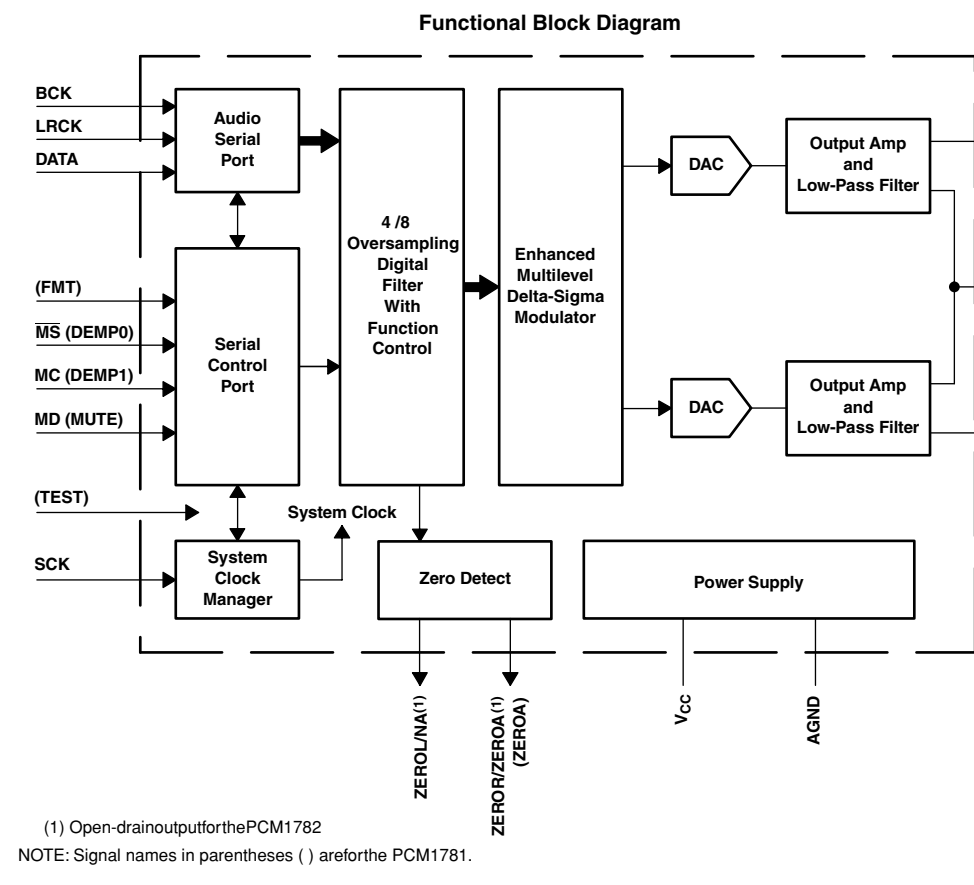 Functional Block Diagram
BCK
LRCK
DATA
Audio
Serial
Port
4 /8
Oversampling
Digital
Filter
With
Function
Control
Enhanced
Multilevel
Delta-Sigma
Modulator
DAC
Output Amp
and
Low-Pass Filter
(FMT)
MS (DEMP0)
MC (DEMP1)
MD (MUTE)
Serial
Control
Port
DAC
Output Amp
and
Low-Pass Filter
(TEST)
SCK
System Clock
System
Clock
Manager
Zero Detect
Power Supply
ZEROL/NA(1)
ZEROR/ZEROA(1)
(ZEROA)
VCC
AGND
(1) Open-drainoutputforthePCM1782
NOTE: Signal names in parentheses ( ) areforthe PCM1781.